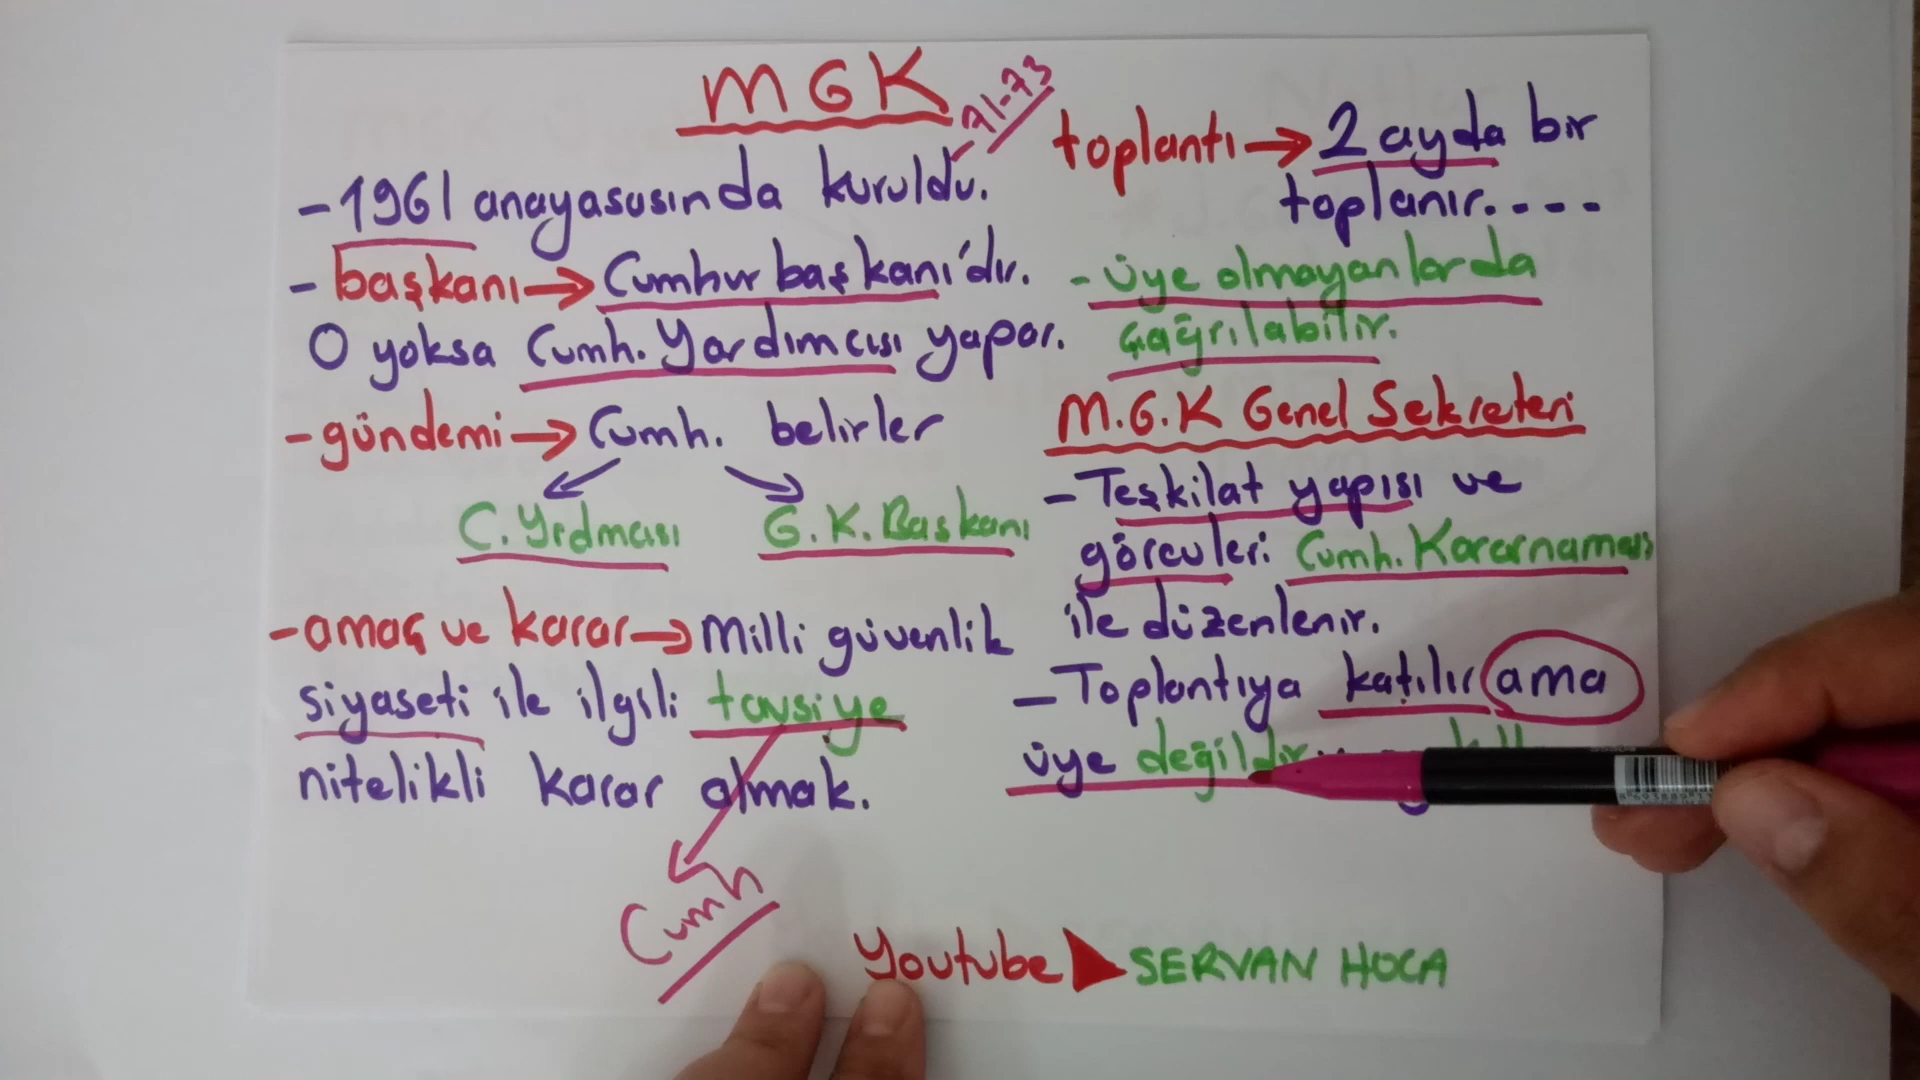 MGK
71-73
- 1961 anayasasında kuruldu.
- başkanı → Cumhurbaşkanı'dır.
O yoksa Cumh. Yardımcısı yapar.
- gündemi → Cumh. belirler
C. Yrdmcısı G.K.Başkanı
- amaç ve karar → Milli güvenlik
siyaseti ile ilgili tavsiye
nitelikli karar almak.
Cumh
toplantı → 2 ayda bir
toplanır....
- üye olmayanlarda
çağrılabilir.
M.G.K Genel Sekreteri
- Teşkilat yapısı ve
görevleri Cumh. Kararnamesi
ile düzenlenir.
- Toplantıya katılır ama
üye değildir
Youtube SERVAN HOCA